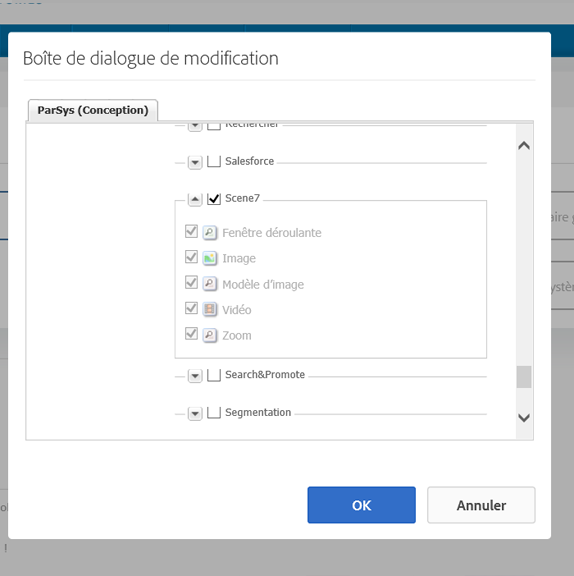 Boîte de dialogue de modification
ParSys (Conception)
Rechercher
Salesforce
Scene7
Fenêtre déroulante
Image
Modèle d'image
Vidéo
Zoom
Search&Promote
Segmentation
OK
Annuler
!